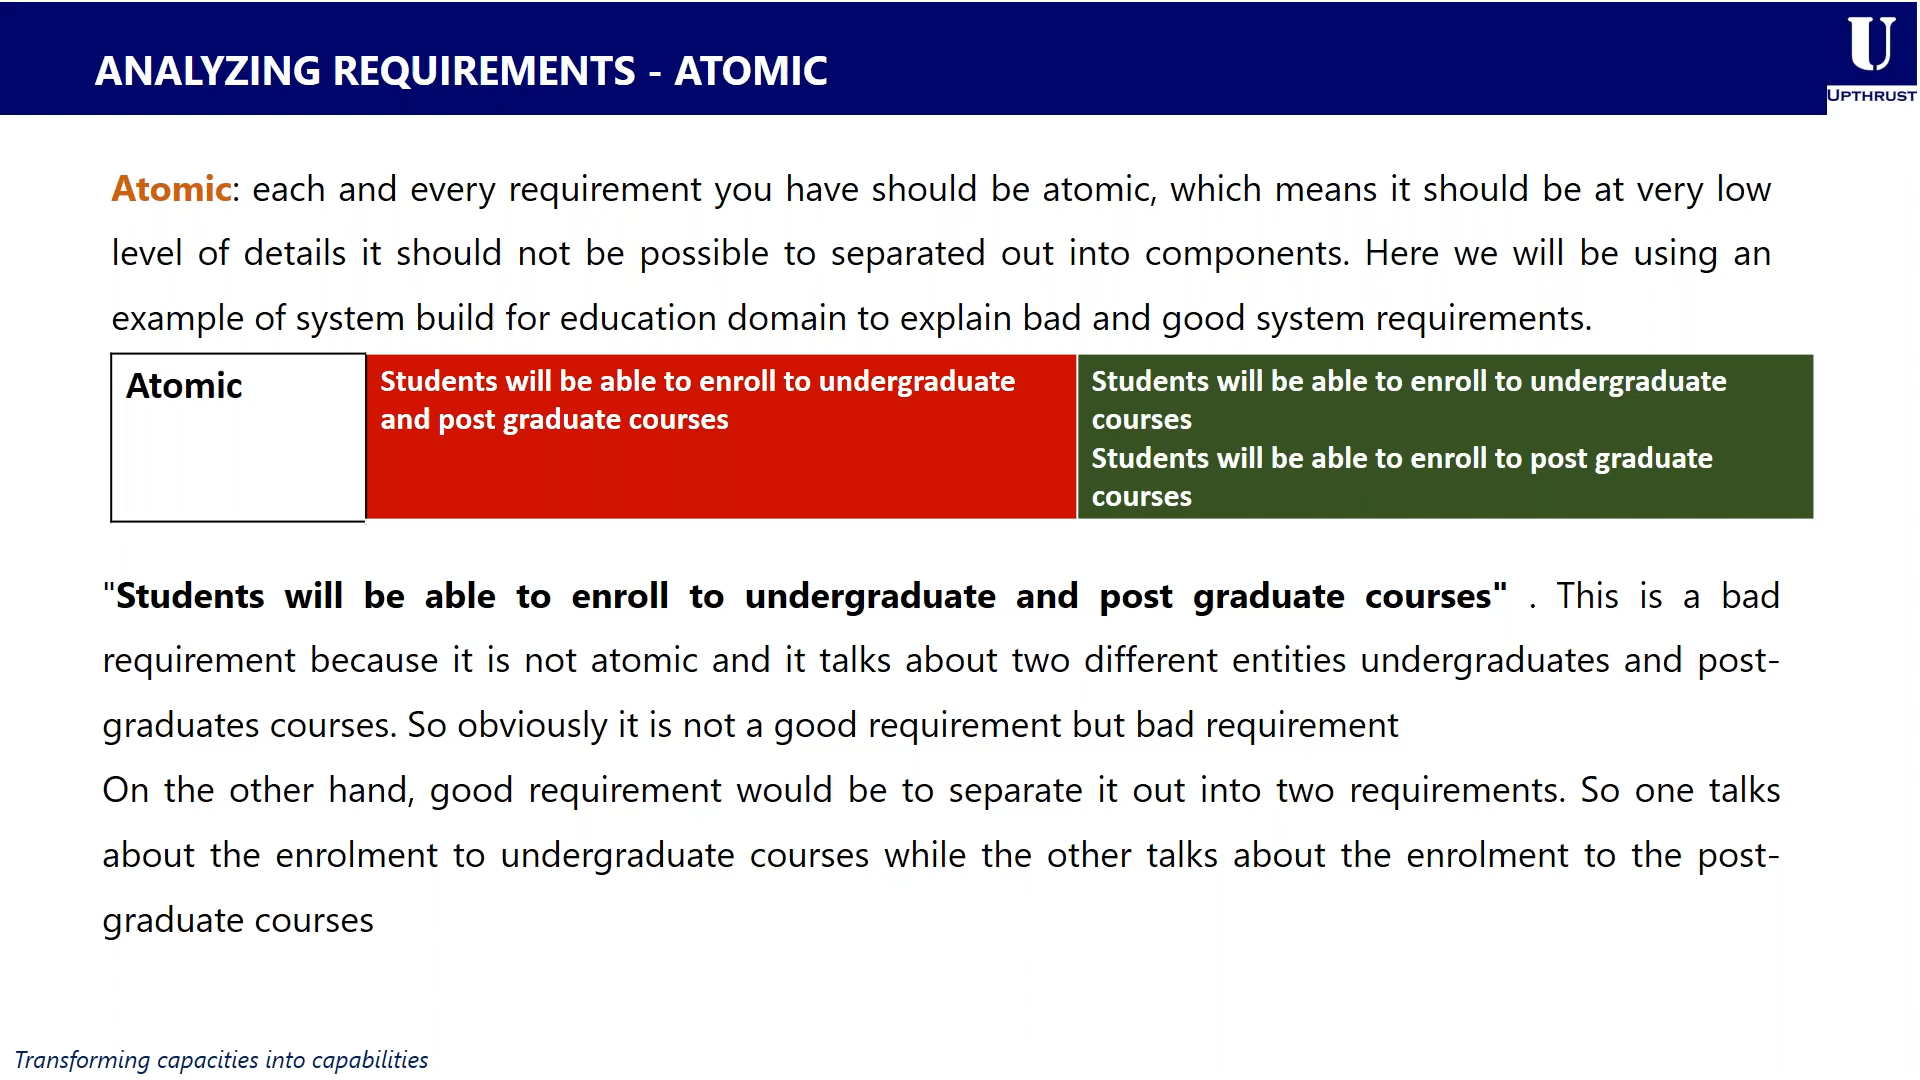 ANALYZING REQUIREMENTS - ATOMIC
U
UPTHRUST
Atomic: each and every requirement you have should be atomic, which means it should be at very low
level of details it should not be possible to separated out into components. Here we will be using an
example of system build for education domain to explain bad and good system requirements.
Atomic
Students will be able to enroll to undergraduate
and post graduate courses
Students will be able to enroll to undergraduate
courses
Students will be able to enroll to post graduate
courses
"Students will be able to enroll to undergraduate and post graduate courses" . This is a bad
requirement because it is not atomic and it talks about two different entities undergraduates and post-
graduates courses. So obviously it is not a good requirement but bad requirement
On the other hand, good requirement would be to separate it out into two requirements. So one talks
about the enrolment to undergraduate courses while the other talks about the enrolment to the post-
graduate courses
Transforming capacities into capabilities